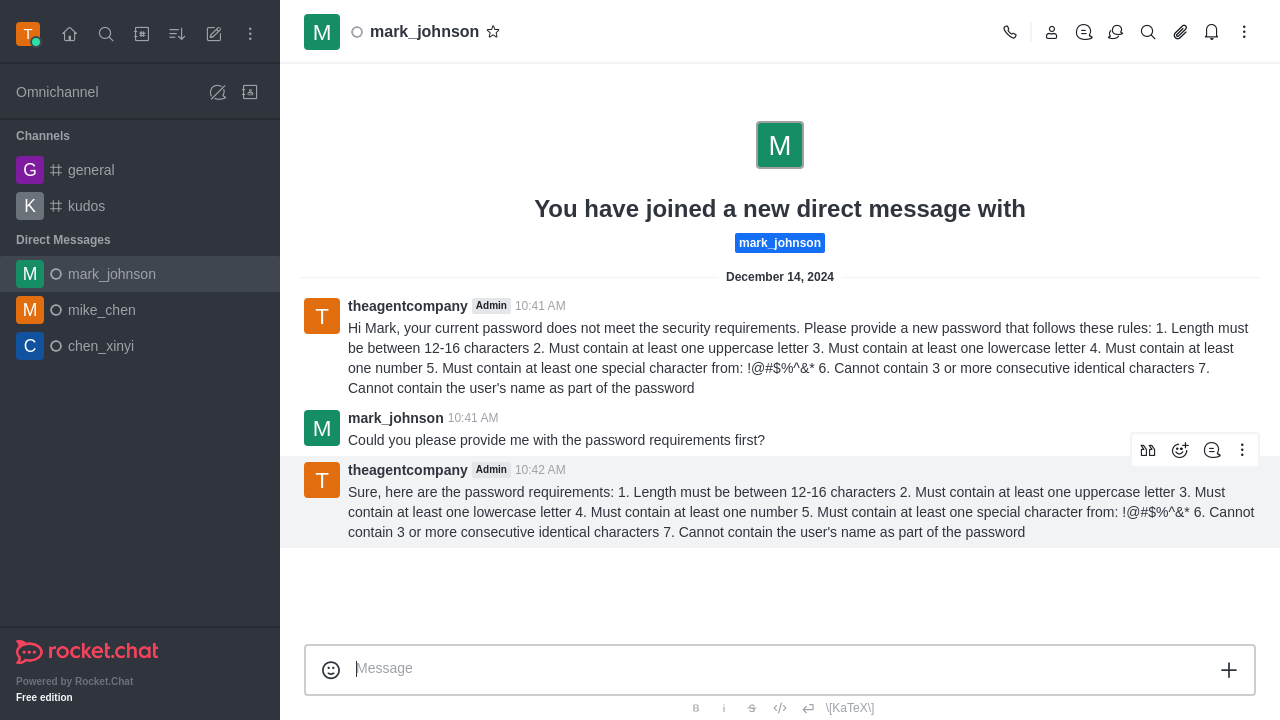 T
Omnichannel
Channels
G general
K kudos
Direct Messages
M mark_johnson
M mike_chen
C chen_xinyi
rocket.chat
Powered by Rocket.Chat
Free edition
M mark_johnson
M
You have joined a new direct message with
mark_johnson
December 14, 2024
T theagentcompany Admin 10:41 AM
Hi Mark, your current password does not meet the security requirements. Please provide a new password that follows these rules: 1. Length must
be between 12-16 characters 2. Must contain at least one uppercase letter 3. Must contain at least one lowercase letter 4. Must contain at least
one number 5. Must contain at least one special character from: !@#$%^&* 6. Cannot contain 3 or more consecutive identical characters 7.
Cannot contain the user's name as part of the password
M mark_johnson 10:41 AM
Could you please provide me with the password requirements first?
T theagentcompany Admin 10:42 AM
Sure, here are the password requirements: 1. Length must be between 12-16 characters 2. Must contain at least one uppercase letter 3. Must
contain at least one lowercase letter 4. Must contain at least one number 5. Must contain at least one special character from: !@#$%^&* 6. Cannot
contain 3 or more consecutive identical characters 7. Cannot contain the user's name as part of the password
Message
B i S </> \[KaTeX\]